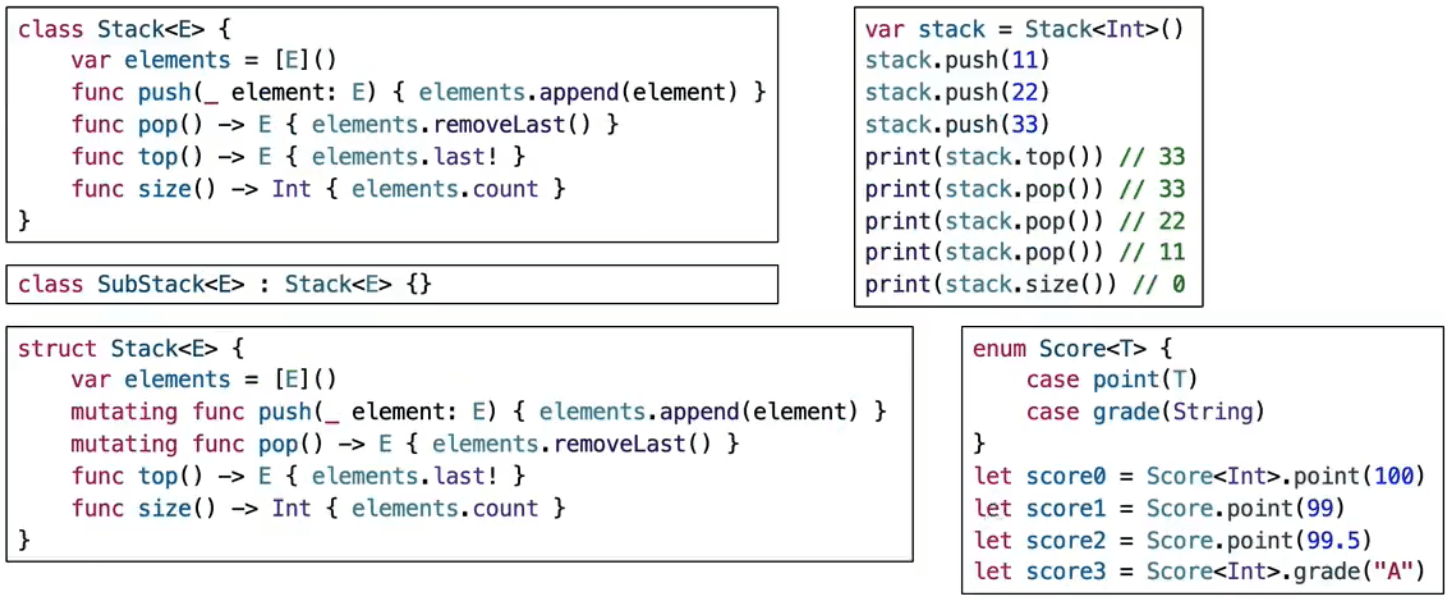 class Stack<E> {
    var elements = [E]()
    func push(_ element: E) { elements.append(element) }
    func pop() -> E { elements.removeLast() }
    func top() -> E { elements.last! }
    func size() -> Int { elements.count }
}
class SubStack<E> : Stack<E> {}
struct Stack<E> {
    var elements = [E]()
    mutating func push(_ element: E) { elements.append(element) }
    mutating func pop() -> E { elements.removeLast() }
    func top() -> E { elements.last! }
    func size() -> Int { elements.count }
}
var stack = Stack<Int>()
stack.push(11)
stack.push(22)
stack.push(33)
print(stack.top()) // 33
print(stack.pop()) // 33
print(stack.pop()) // 22
print(stack.pop()) // 11
print(stack.size()) // 0
enum Score<T> {
    case point(T)
    case grade(String)
}
let score0 = Score<Int>.point(100)
let score1 = Score.point(99)
let score2 = Score.point(99.5)
let score3 = Score<Int>.grade("A")